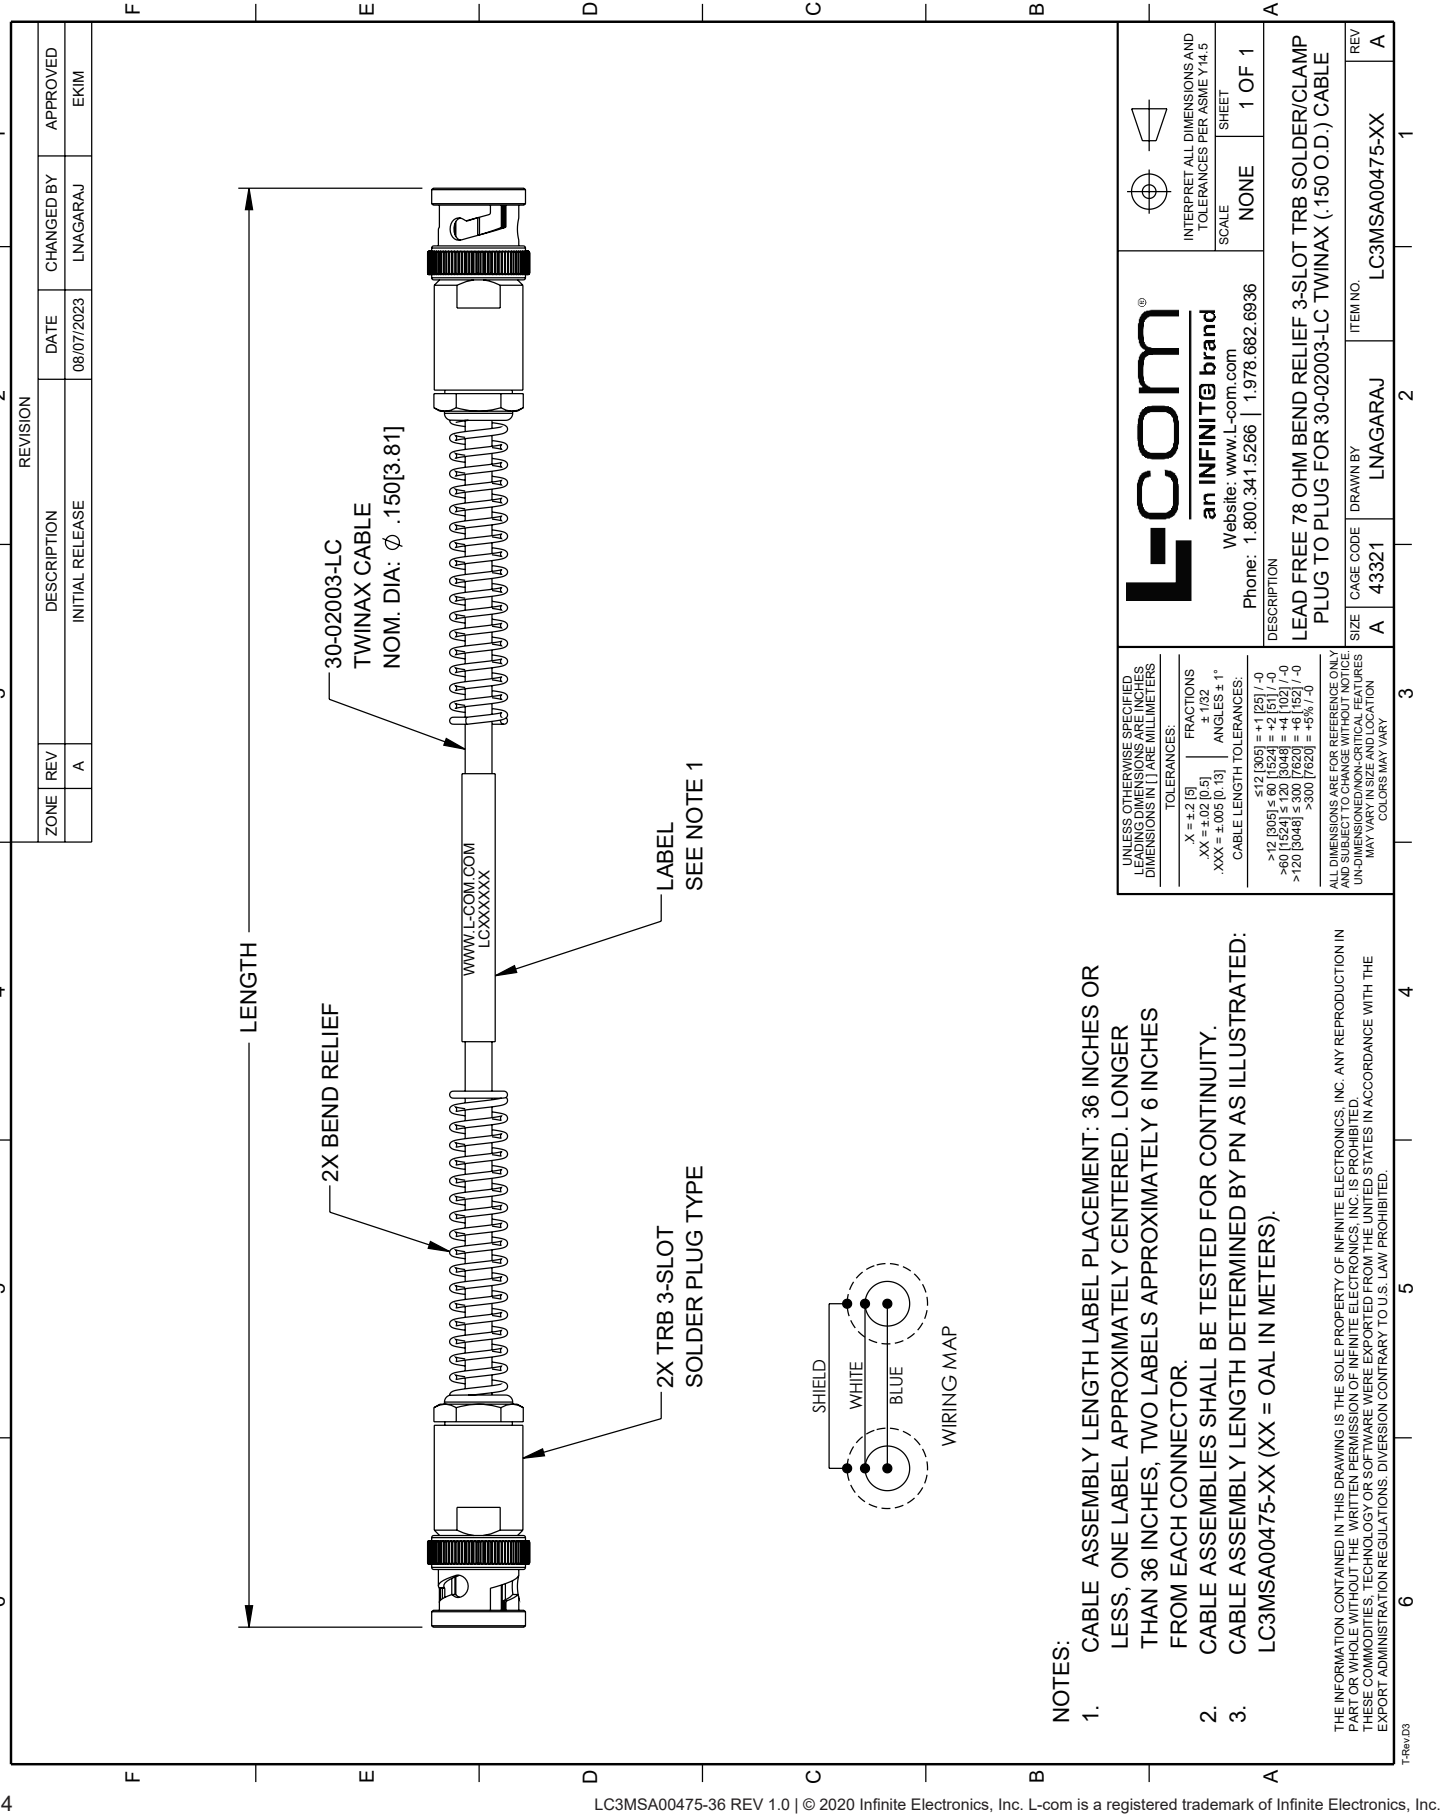 REVISION
ZONE REV DESCRIPTION DATE CHANGED BY APPROVED
A INITIAL RELEASE 08/07/2023 LNAGARAJ EKIM
LENGTH
2X BEND RELIEF
30-02003-LC
TWINAX CABLE
NOM. DIA: Ø .150[3.81]
WWW.L-COM.COM
LCXXXXXX
2X TRB 3-SLOT
SOLDER PLUG TYPE
LABEL
SEE NOTE 1
SHIELD
WHITE
BLUE
WIRING MAP
NOTES:
1. CABLE ASSEMBLY LENGTH LABEL PLACEMENT: 36 INCHES OR
LESS, ONE LABEL APPROXIMATELY CENTERED. LONGER
THAN 36 INCHES, TWO LABELS APPROXIMATELY 6 INCHES
FROM EACH CONNECTOR.
2. CABLE ASSEMBLIES SHALL BE TESTED FOR CONTINUITY.
3. CABLE ASSEMBLY LENGTH DETERMINED BY PN AS ILLUSTRATED:
LC3MSA00475-XX (XX = OAL IN METERS).
THE INFORMATION CONTAINED IN THIS DRAWING IS THE SOLE PROPERTY OF INFINITE ELECTRONICS, INC. ANY REPRODUCTION IN
PART OR WHOLE WITHOUT THE WRITTEN PERMISSION OF INFINITE ELECTRONICS, INC. IS PROHIBITED.
THESE COMMODITIES, TECHNOLOGY OR SOFTWARE WERE EXPORTED FROM THE UNITED STATES IN ACCORDANCE WITH THE
EXPORT ADMINISTRATION REGULATIONS. DIVERSION CONTRARY TO U.S. LAW PROHIBITED.
UNLESS OTHERWISE SPECIFIED
LEADING DIMENSIONS ARE INCHES
DIMENSIONS IN [ ] ARE MILLIMETERS
TOLERANCES:
.X = ±.2 [5] FRACTIONS
.XX = ±.02 [0.5] ± 1/32
.XXX = ±.005 [0.13] ANGLES ± 1°
CABLE LENGTH TOLERANCES:
≤12 [305] = +1 [25] / -0
>12 [305] ≤ 60 [1524] = +2 [51] / -0
>60 [1524] ≤ 120 [3048] = +4 [102] / -0
>120 [3048] ≤ 300 [7620] = +6 [152] / -0
>300 [7620] = +5% / -0
ALL DIMENSIONS ARE FOR REFERENCE ONLY
AND SUBJECT TO CHANGE WITHOUT NOTICE.
UN-DIMENSIONED/NON-CRITICAL FEATURES
MAY VARY IN SIZE AND LOCATION
COLORS MAY VARY
L-com®
an INFINIT@ brand
Website: www.L-com.com
Phone: 1.800.341.5266 | 1.978.682.6936
INTERPRET ALL DIMENSIONS AND
TOLERANCES PER ASME Y14.5
SCALE NONE
SHEET 1 OF 1
DESCRIPTION
LEAD FREE 78 OHM BEND RELIEF 3-SLOT TRB SOLDER/CLAMP
PLUG TO PLUG FOR 30-02003-LC TWINAX (.150 O.D.) CABLE
SIZE A
CAGE CODE 43321
DRAWN BY LNAGARAJ
ITEM NO. LC3MSA00475-XX
REV A
F E D C B A
F E D C B A
6 5 4 3 2 1
2
T-Rev.D3
4
LC3MSA00475-36 REV 1.0 | © 2020 Infinite Electronics, Inc. L-com is a registered trademark of Infinite Electronics, Inc.